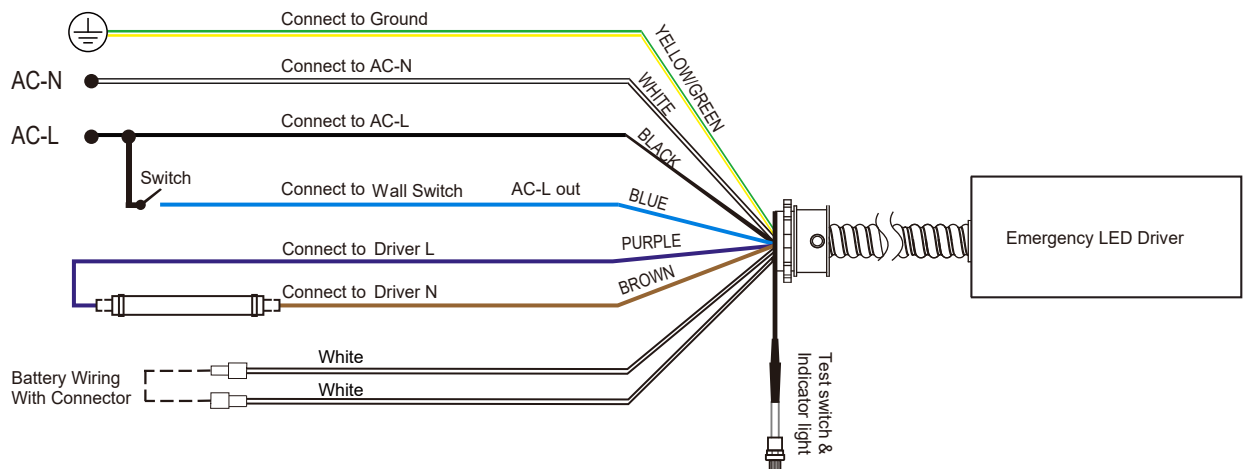 Connect to Ground
YELLOW/GREEN
AC-N
Connect to AC-N
WHITE
AC-L
Connect to AC-L
BLACK
Switch
Connect to Wall Switch
AC-L out
BLUE
Connect to Driver L
PURPLE
Connect to Driver N
BROWN
Emergency LED Driver
White
White
Battery Wiring
With Connector
Test switch &
Indicator light